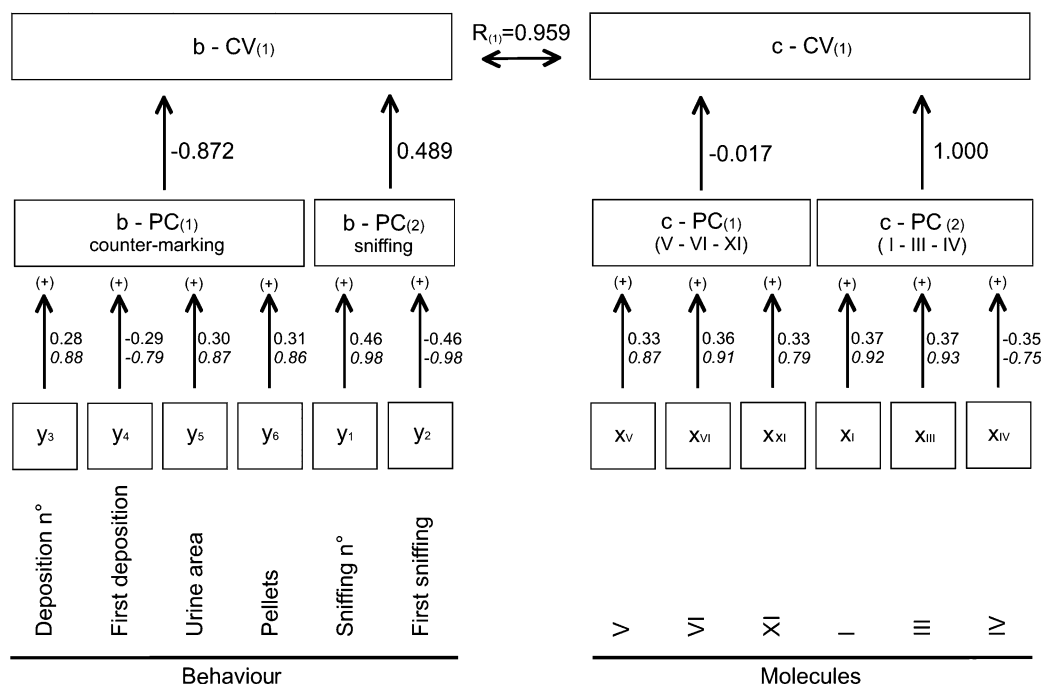 b - CV(1)
R(1)=0.959
c - CV(1)
-0.872
0.489
-0.017
1.000
b - PC(1)
counter-marking
b - PC(2)
sniffing
c - PC(1)
(V - VI - XI)
c - PC (2)
( I - III - IV)
(+) (+) (+) (+) (+) (+) (+) (+) (+) (+) (+) (+)
0.28 -0.29 0.30 0.31 0.46 -0.46 0.33 0.36 0.33 0.37 0.37 -0.35
0.88 -0.79 0.87 0.86 0.98 -0.98 0.87 0.91 0.79 0.92 0.93 -0.75
y3 y4 y5 y6 y1 y2 xV xVI xXI xI xIII xIV
Deposition n°
First deposition
Urine area
Pellets
Sniffing n°
First sniffing
V
VI
XI
I
III
IV
Behaviour
Molecules